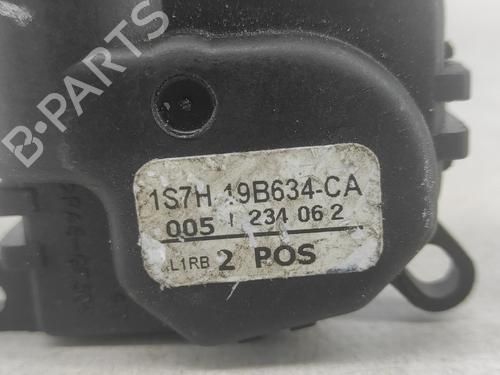 B-PARTS
1S7H 19B634-CA
005 | 234 06 2
L1RB 2 POS